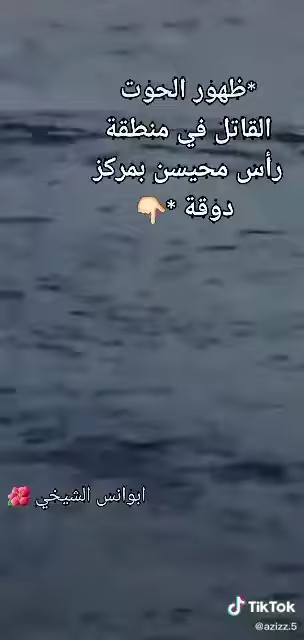 *ظهور الحوت
القاتل في منطقة
رأس محيسن بمركز
دوقة *👇🏻
ابوانس الشيخي 🌺
TikTok
@azizz.5